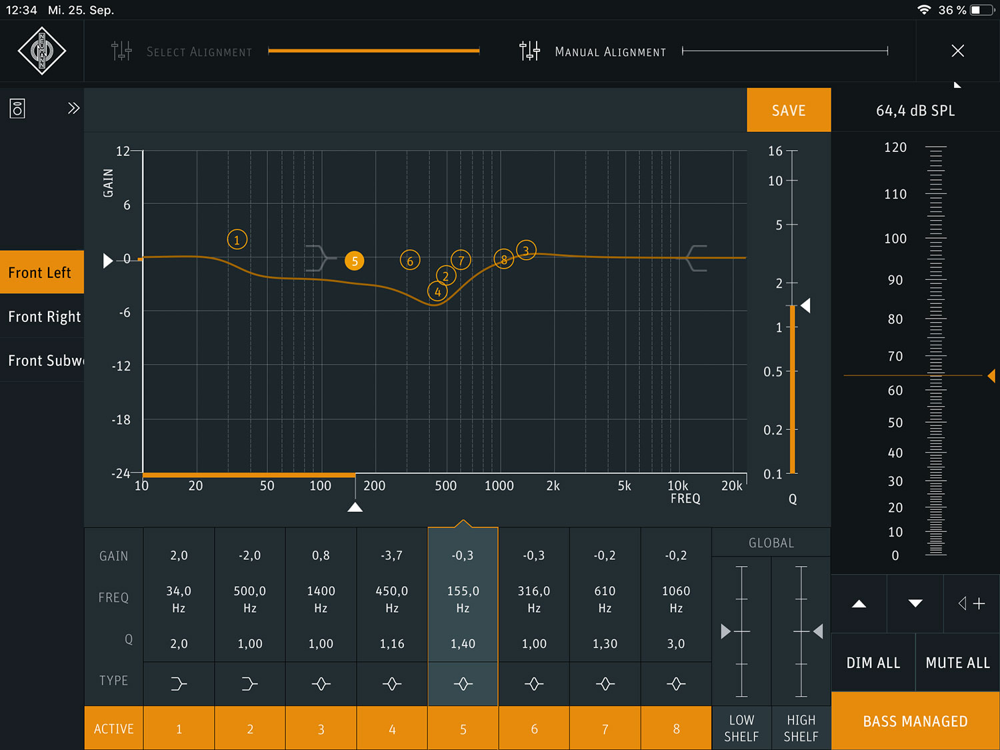 12:34 Mi. 25. Sep.
36 %
NEUMANN
SELECT ALIGNMENT
MANUAL ALIGNMENT
SAVE
64,4 dB SPL
Front Left
Front Right
Front Subw
GAIN
12
6
0
-6
-12
-18
-24
1
5
6
7
2
4
8
3
10 20 50 100 200 500 1000 2k 5k 10k 20k
FREQ
16
10
5
2
1
0.5
0.2
0.1
Q
120
110
100
90
80
70
60
50
40
30
20
10
0
GAIN 2,0 -2,0 0,8 -3,7 -0,3 -0,3 -0,2 -0,2
FREQ 34,0 500,0 1400 450,0 155,0 316,0 610 1060
Hz Hz Hz Hz Hz Hz Hz Hz
Q 2,0 1,00 1,00 1,16 1,40 1,00 1,30 3,0
TYPE
ACTIVE 1 2 3 4 5 6 7 8
GLOBAL
LOW
SHELF
HIGH
SHELF
DIM ALL
MUTE ALL
BASS MANAGED